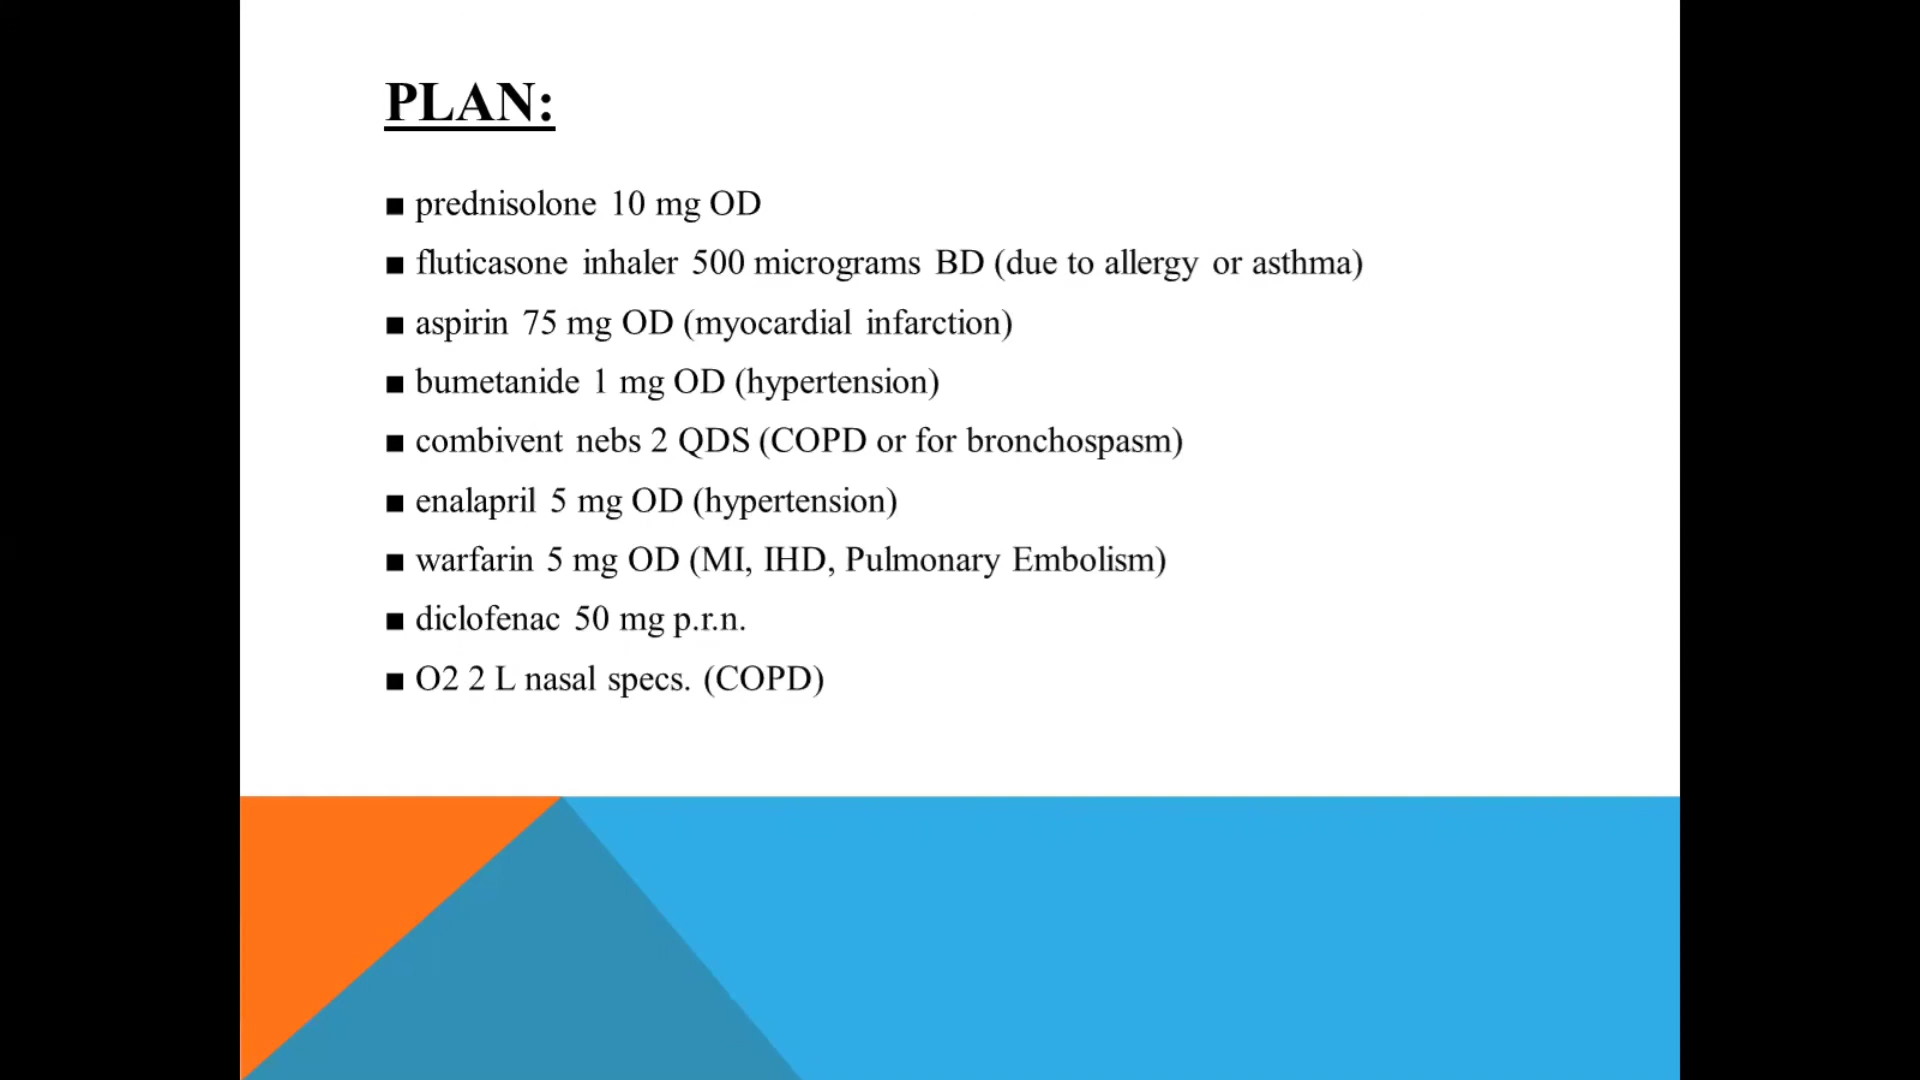 PLAN:
■ prednisolone 10 mg OD
■ fluticasone inhaler 500 micrograms BD (due to allergy or asthma)
■ aspirin 75 mg OD (myocardial infarction)
■ bumetanide 1 mg OD (hypertension)
■ combivent nebs 2 QDS (COPD or for bronchospasm)
■ enalapril 5 mg OD (hypertension)
■ warfarin 5 mg OD (MI, IHD, Pulmonary Embolism)
■ diclofenac 50 mg p.r.n.
■ O2 2 L nasal specs. (COPD)